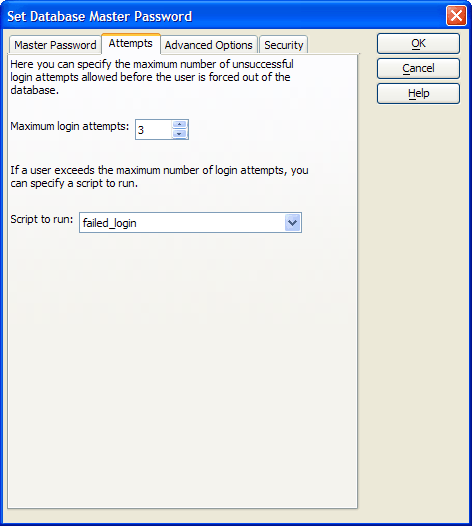 Set Database Master Password
Master Password Attempts Advanced Options Security
OK
Cancel
Help
Here you can specify the maximum number of unsuccessful
login attempts allowed before the user is forced out of the
database.
Maximum login attempts: 3
If a user exceeds the maximum number of login attempts, you
can specify a script to run.
Script to run: failed_login